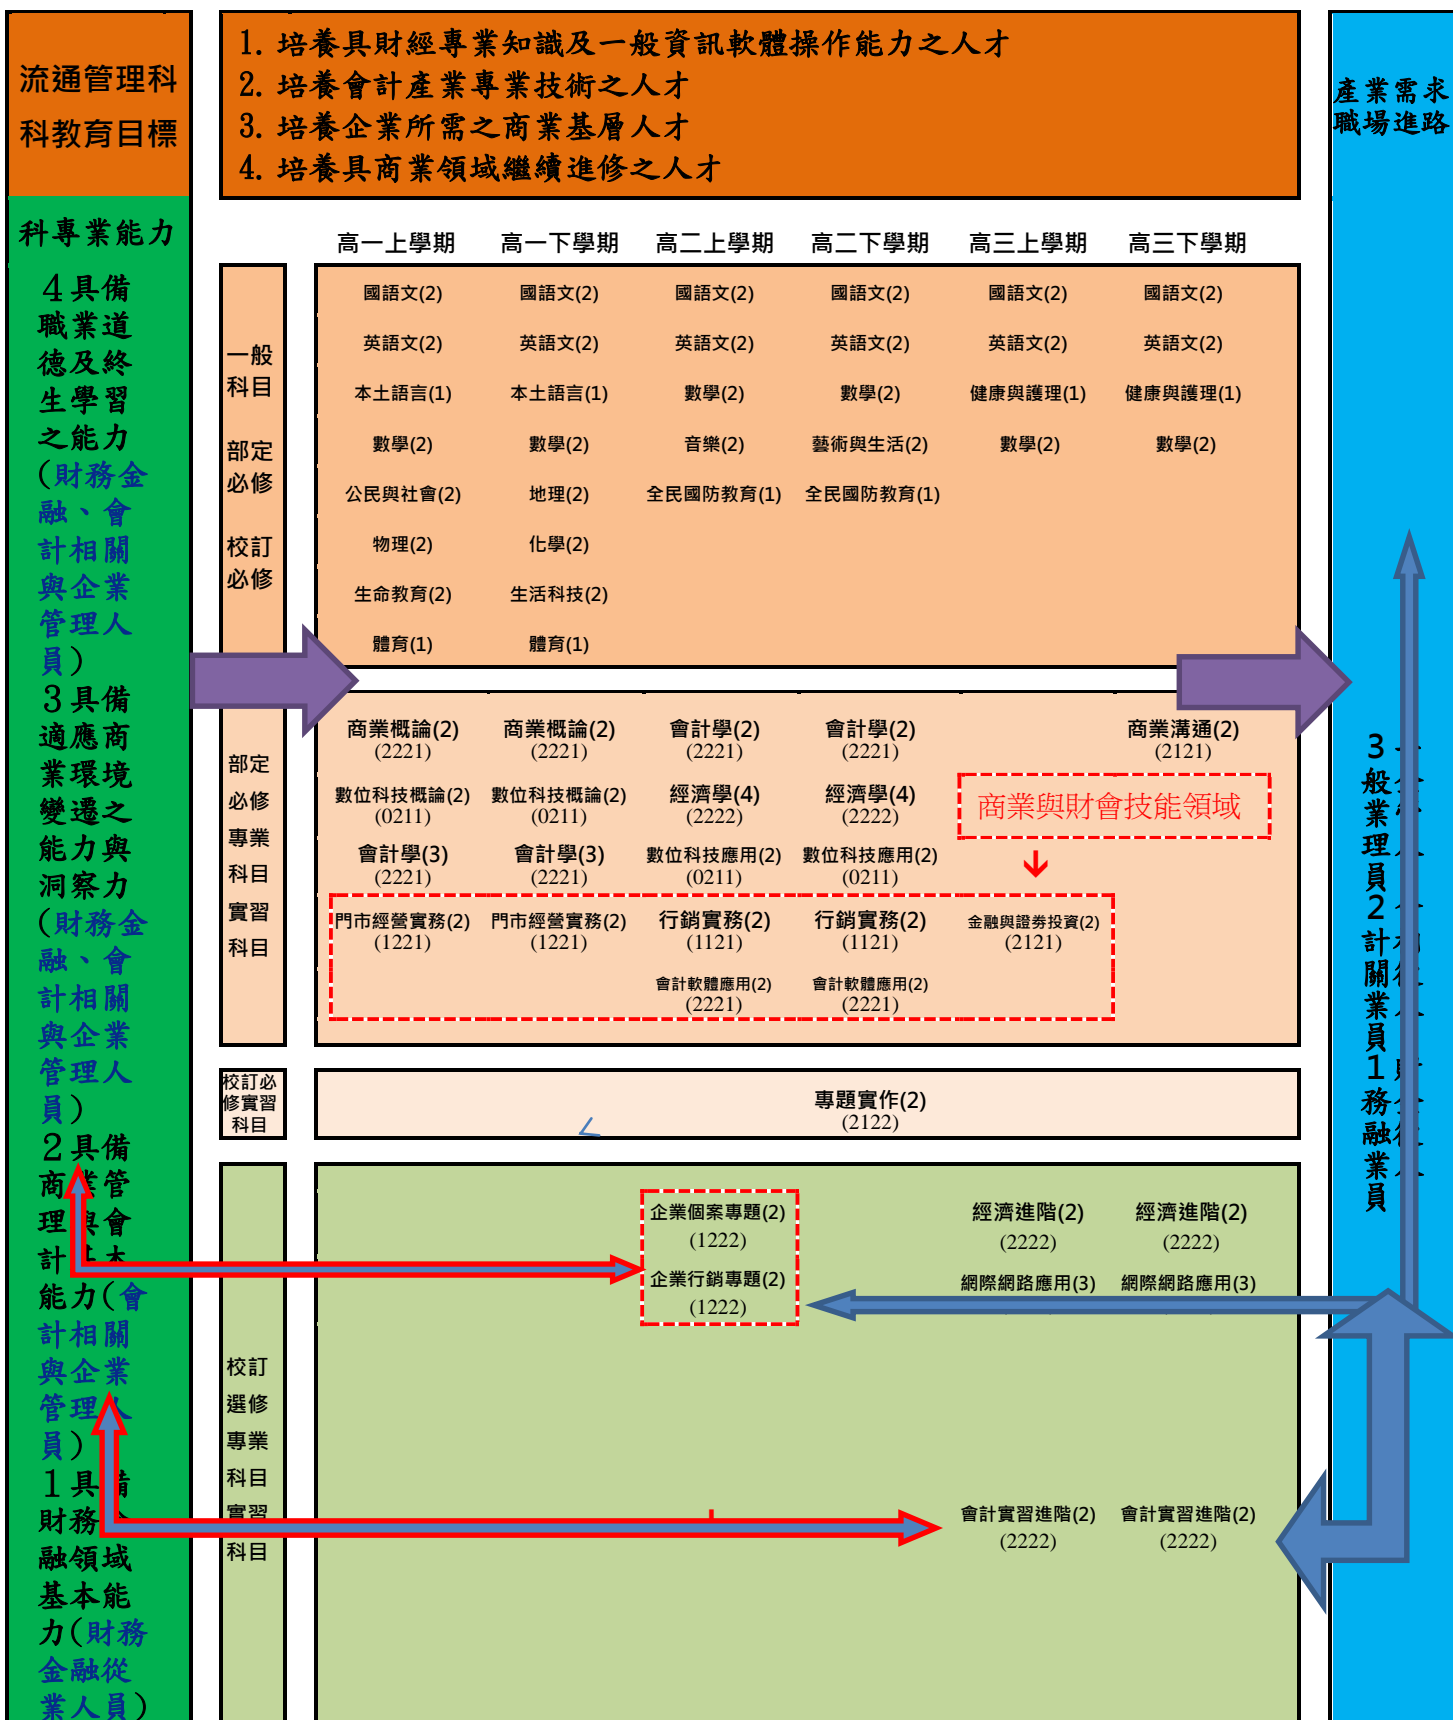 流通管理科
科教育目標
1. 培養具財經專業知識及一般資訊軟體操作能力之人才
2. 培養會計產業專業技術之人才
3. 培養企業所需之商業基層人才
4. 培養具商業領域繼續進修之人才
產業需求
職場進路
科專業能力
4具備
職業道
德及終
生學習
之能力
(財務金
融、會
計相關
與企業
管理人
員)
3具備
適應商
業環境
變遷之
能力與
洞察力
(財務金
融、會
計相關
與企業
管理人
員)
2具備
商業管
理與會
計基本
能力(會
計相關
與企業
管理人
員)
1具備
財務金
融領域
基本能
力(財務
金融從
業人員)
高一上學期 高一下學期 高二上學期 高二下學期 高三上學期 高三下學期
一般
科目
部定
必修
校訂
必修
國語文(2) 國語文(2) 國語文(2) 國語文(2) 國語文(2) 國語文(2)
英語文(2) 英語文(2) 英語文(2) 英語文(2) 英語文(2) 英語文(2)
本土語言(1) 本土語言(1) 數學(2) 數學(2) 健康與護理(1) 健康與護理(1)
數學(2) 數學(2) 音樂(2) 藝術與生活(2) 數學(2) 數學(2)
公民與社會(2) 地理(2) 全民國防教育(1) 全民國防教育(1)
物理(2) 化學(2)
生命教育(2) 生活科技(2)
體育(1) 體育(1)
部定
必修
專業
科目
實習
科目
商業概論(2) 商業概論(2) 會計學(2) 會計學(2) 商業溝通(2)
(2221) (2221) (2221) (2221) (2121)
數位科技概論(2) 數位科技概論(2) 經濟學(4) 經濟學(4) 商業與財會技能領域
(0211) (0211) (2222) (2222)
會計學(3) 會計學(3) 數位科技應用(2) 數位科技應用(2)
(2221) (2221) (0211) (0211)
門市經營實務(2) 門市經營實務(2) 行銷實務(2) 行銷實務(2) 金融與證券投資(2)
(1221) (1221) (1121) (1121) (2121)
會計軟體應用(2) 會計軟體應用(2)
(2221) (2221)
校訂必
修實習
科目
專題實作(2)
(2122)
校訂
選修
專業
科目
實習
科目
企業個案專題(2) 經濟進階(2) 經濟進階(2)
(1222) (2222) (2222)
企業行銷專題(2) 網際網路應用(3) 網際網路應用(3)
(1222)
會計實習進階(2) 會計實習進階(2)
(2222) (2222)
3
般
業
理
員
2
計
關
業
員
1
務
融
業
員